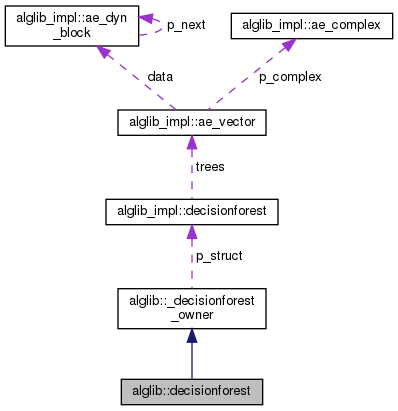 alglib_impl::ae_dyn
_block
p_next
alglib_impl::ae_complex
data
p_complex
alglib_impl::ae_vector
trees
alglib_impl::decisionforest
p_struct
alglib::_decisionforest
_owner
alglib::decisionforest